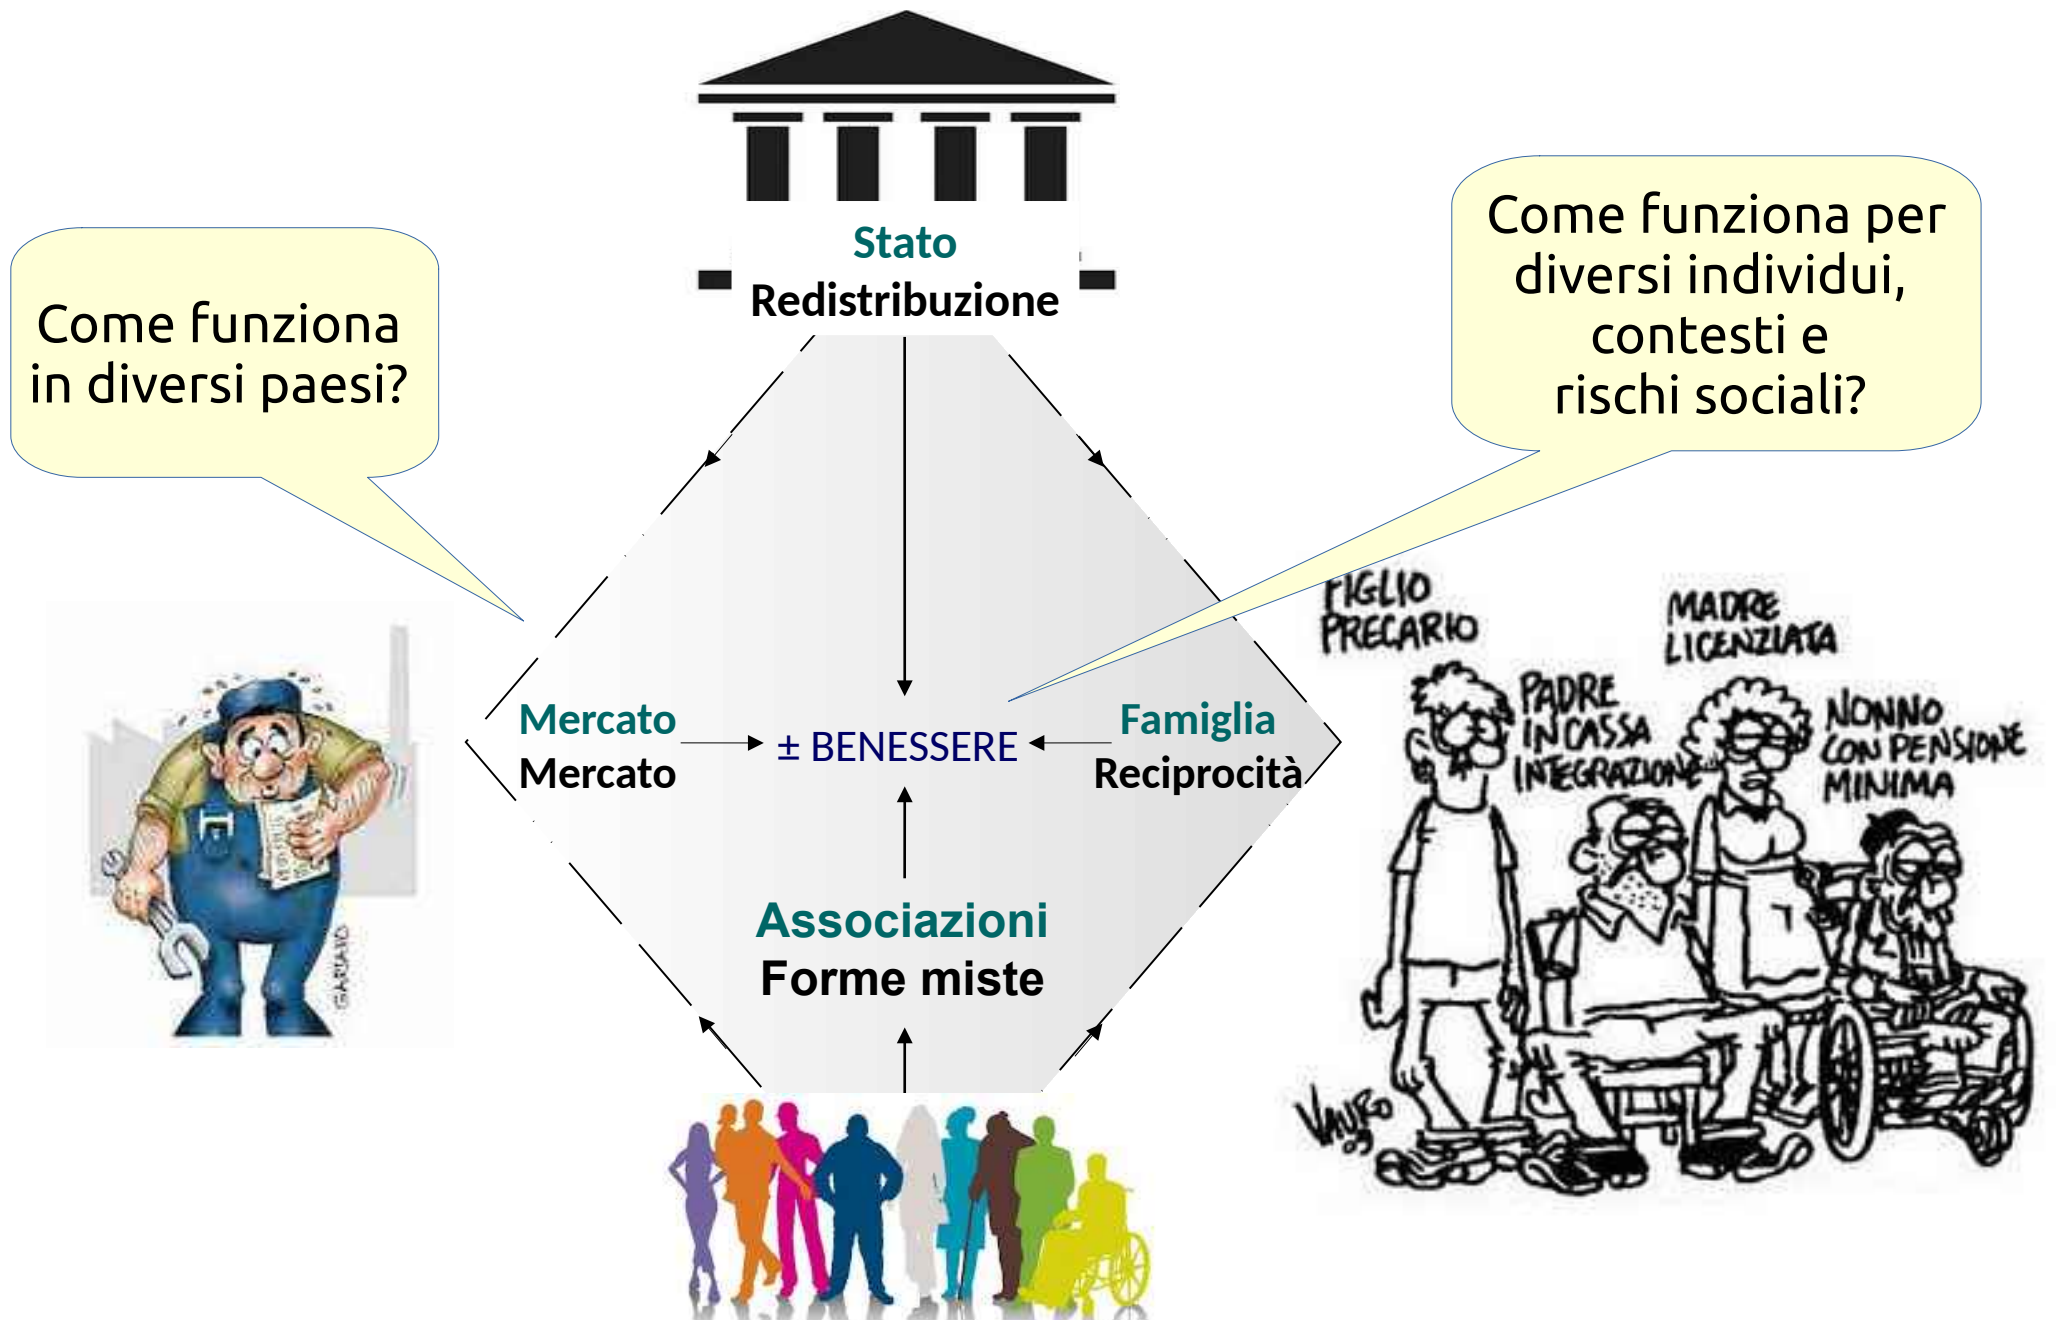 Stato
Redistribuzione
Come funziona
in diversi paesi?
Come funziona per
diversi individui,
contesti e
rischi sociali?
Mercato
Mercato
± BENESSERE
Famiglia
Reciprocità
Associazioni
Forme miste
GARIANO
FIGLIO
PRECARIO
PADRE
IN CASSA
INTEGRAZIONE
MADRE
LICENZIATA
NONNO
CON PENSIONE
MINIMA
VAURO